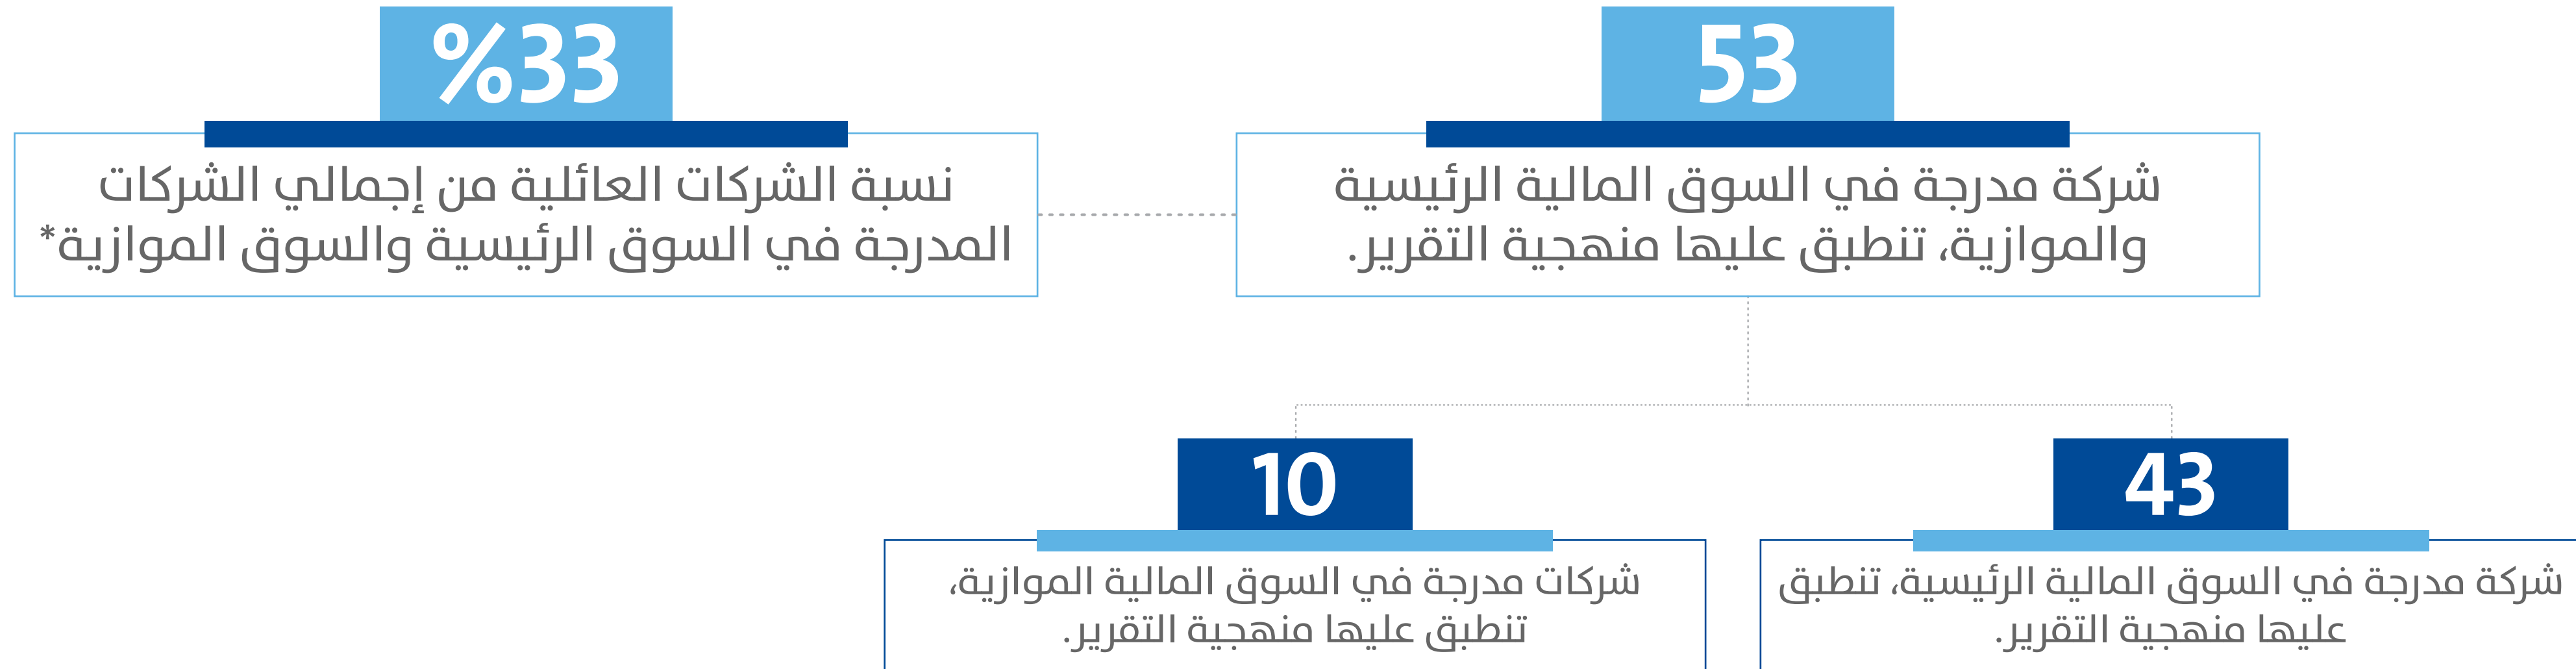 53
شركة مدرجة في السوق المالية الرئيسية
والموازية، تنطبق عليها منهجية التقرير.
%33
نسبة الشركات العائلية من إجمالي الشركات
المدرجة في السوق الرئيسية والسوق الموازية*
43
شركة مدرجة في السوق المالية الرئيسية، تنطبق
عليها منهجية التقرير.
10
شركات مدرجة في السوق المالية الموازية،
تنطبق عليها منهجية التقرير.